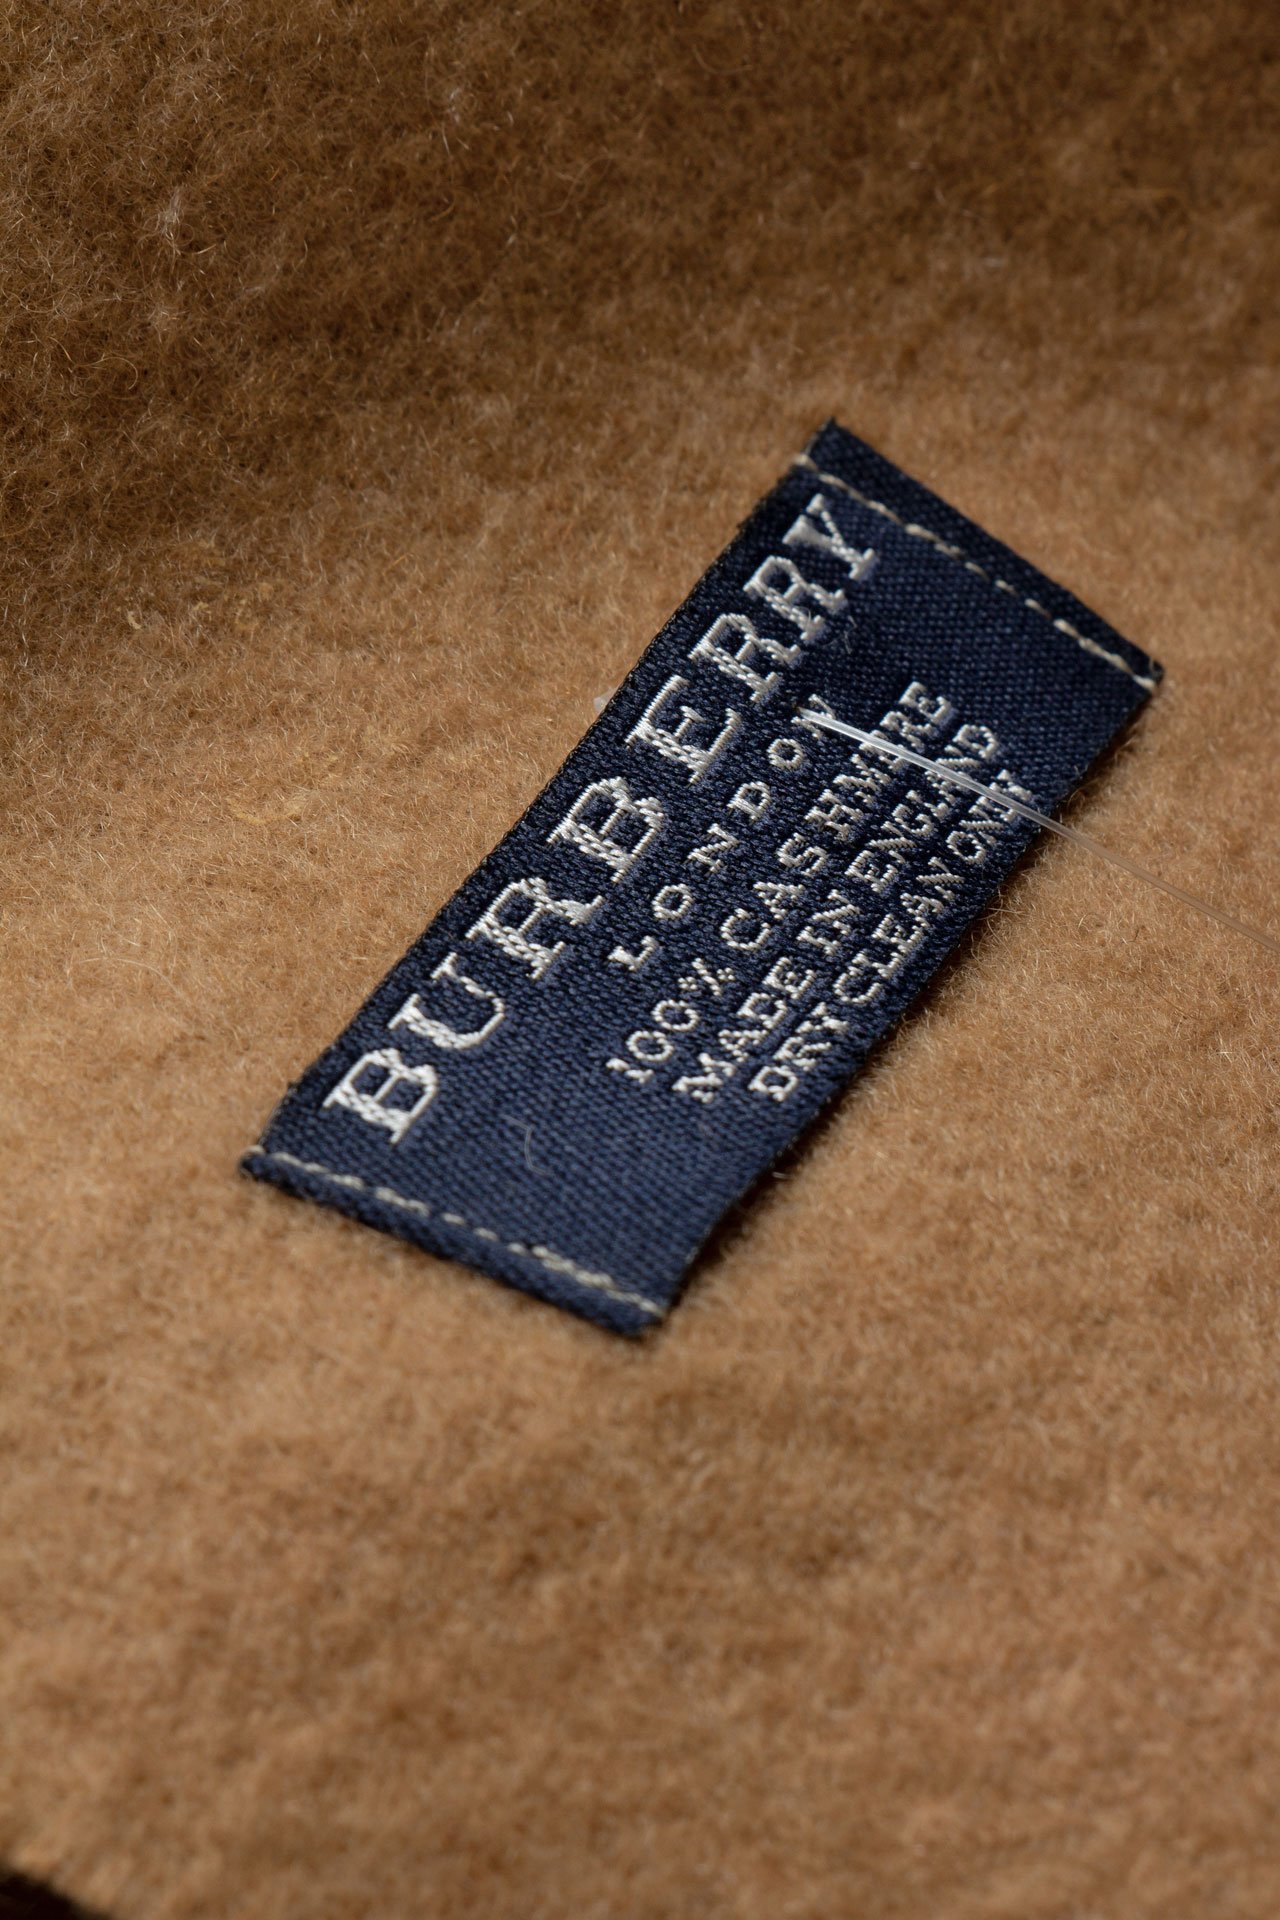 BURBERRY
LONDON
100% CASHMERE
MADE IN ENGLAND
DRY CLEAN ONLY